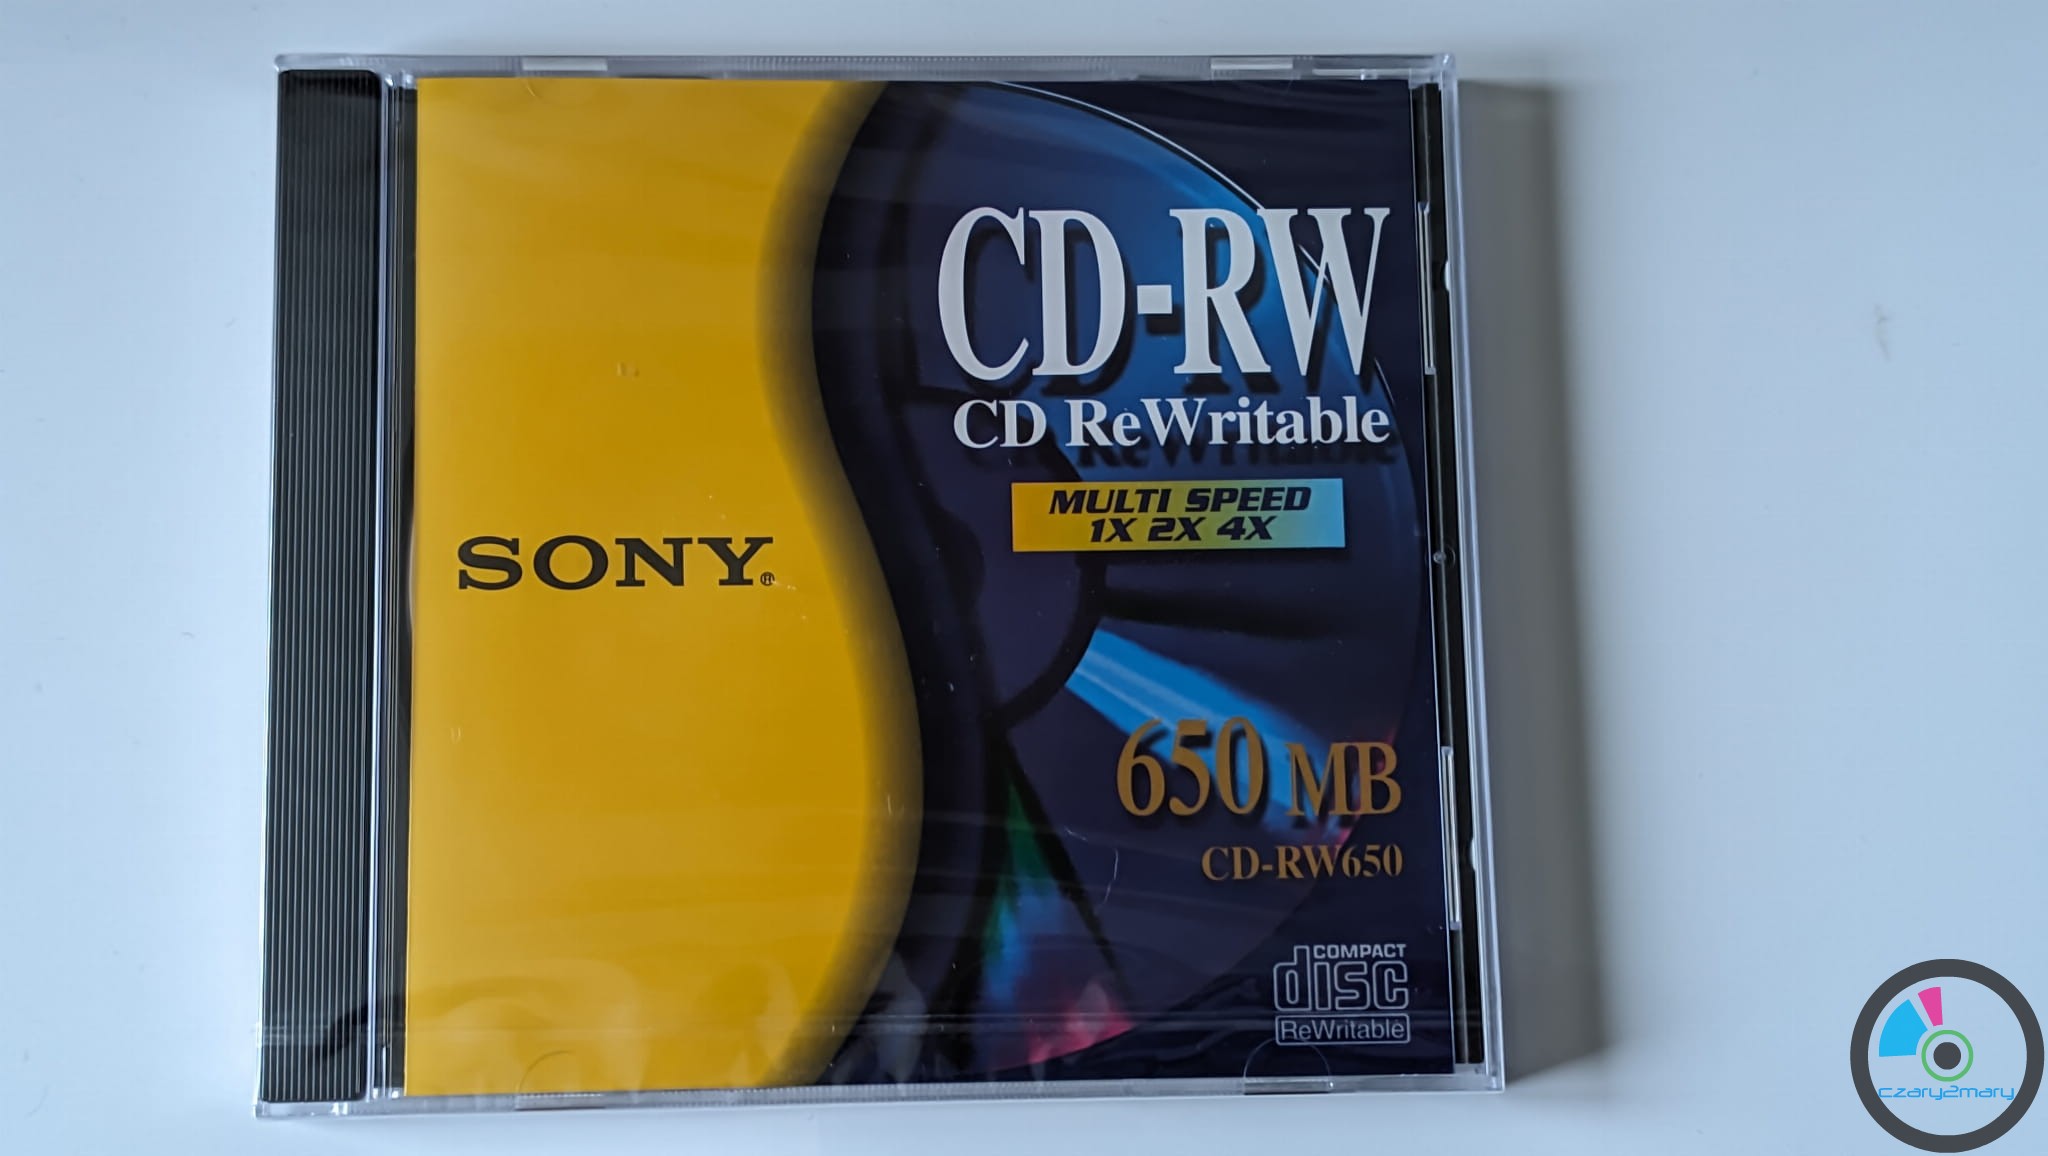 SONY®
CD-RW
CD ReWritable
MULTI SPEED
1X 2X 4X
650 MB
CD-RW650
COMPACT
disc
ReWritable
czary2mary